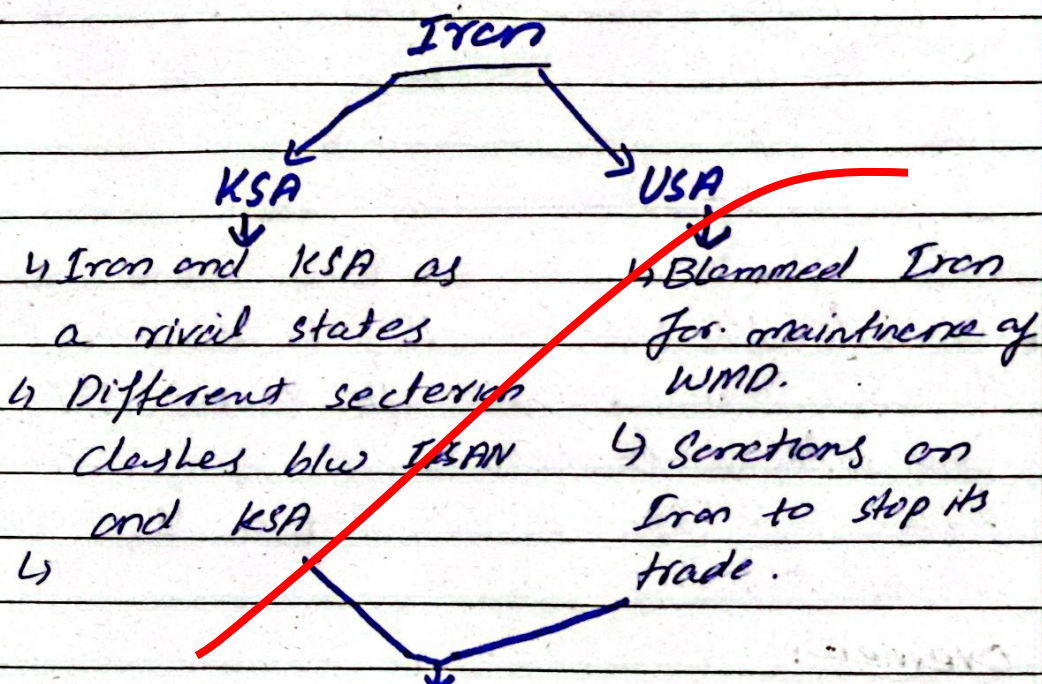 Iran
KSA
USA
↳ Iran and KSA as
a rival states
↳ Different secterian
clashes b/w
and KSA
↳
↳ Blammed Iran
for maintinence of
WMD.
↳ Sanctions on
Iran to stop its
trade.